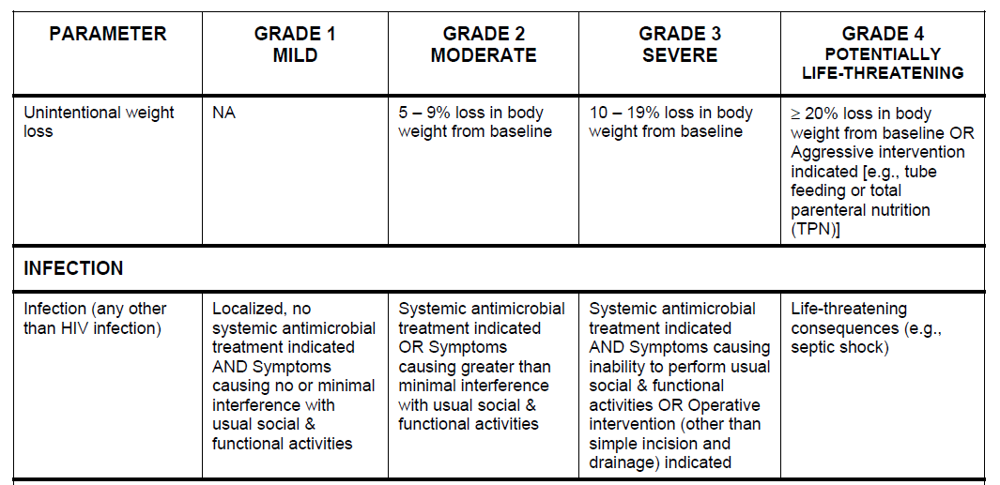 PARAMETER
GRADE 1
MILD
GRADE 2
MODERATE
GRADE 3
SEVERE
GRADE 4
POTENTIALLY
LIFE-THREATENING
Unintentional weight
loss
NA
5 – 9% loss in body
weight from baseline
10 – 19% loss in body
weight from baseline
≥ 20% loss in body
weight from baseline OR
Aggressive intervention
indicated [e.g., tube
feeding or total
parenteral nutrition
(TPN)]
INFECTION
Infection (any other
than HIV infection)
Localized, no
systemic antimicrobial
treatment indicated
AND Symptoms
causing no or minimal
interference with
usual social &
functional activities
Systemic antimicrobial
treatment indicated
OR Symptoms
causing greater than
minimal interference
with usual social &
functional activities
Systemic antimicrobial
treatment indicated
AND Symptoms causing
inability to perform usual
social & functional
activities OR Operative
intervention (other than
simple incision and
drainage) indicated
Life-threatening
consequences (e.g.,
septic shock)